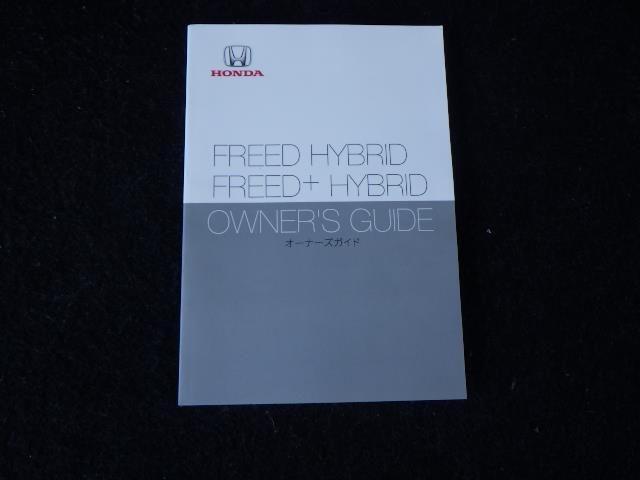 HONDA
FREED HYBRID
FREED+ HYBRID
OWNER'S GUIDE
オーナーズガイド